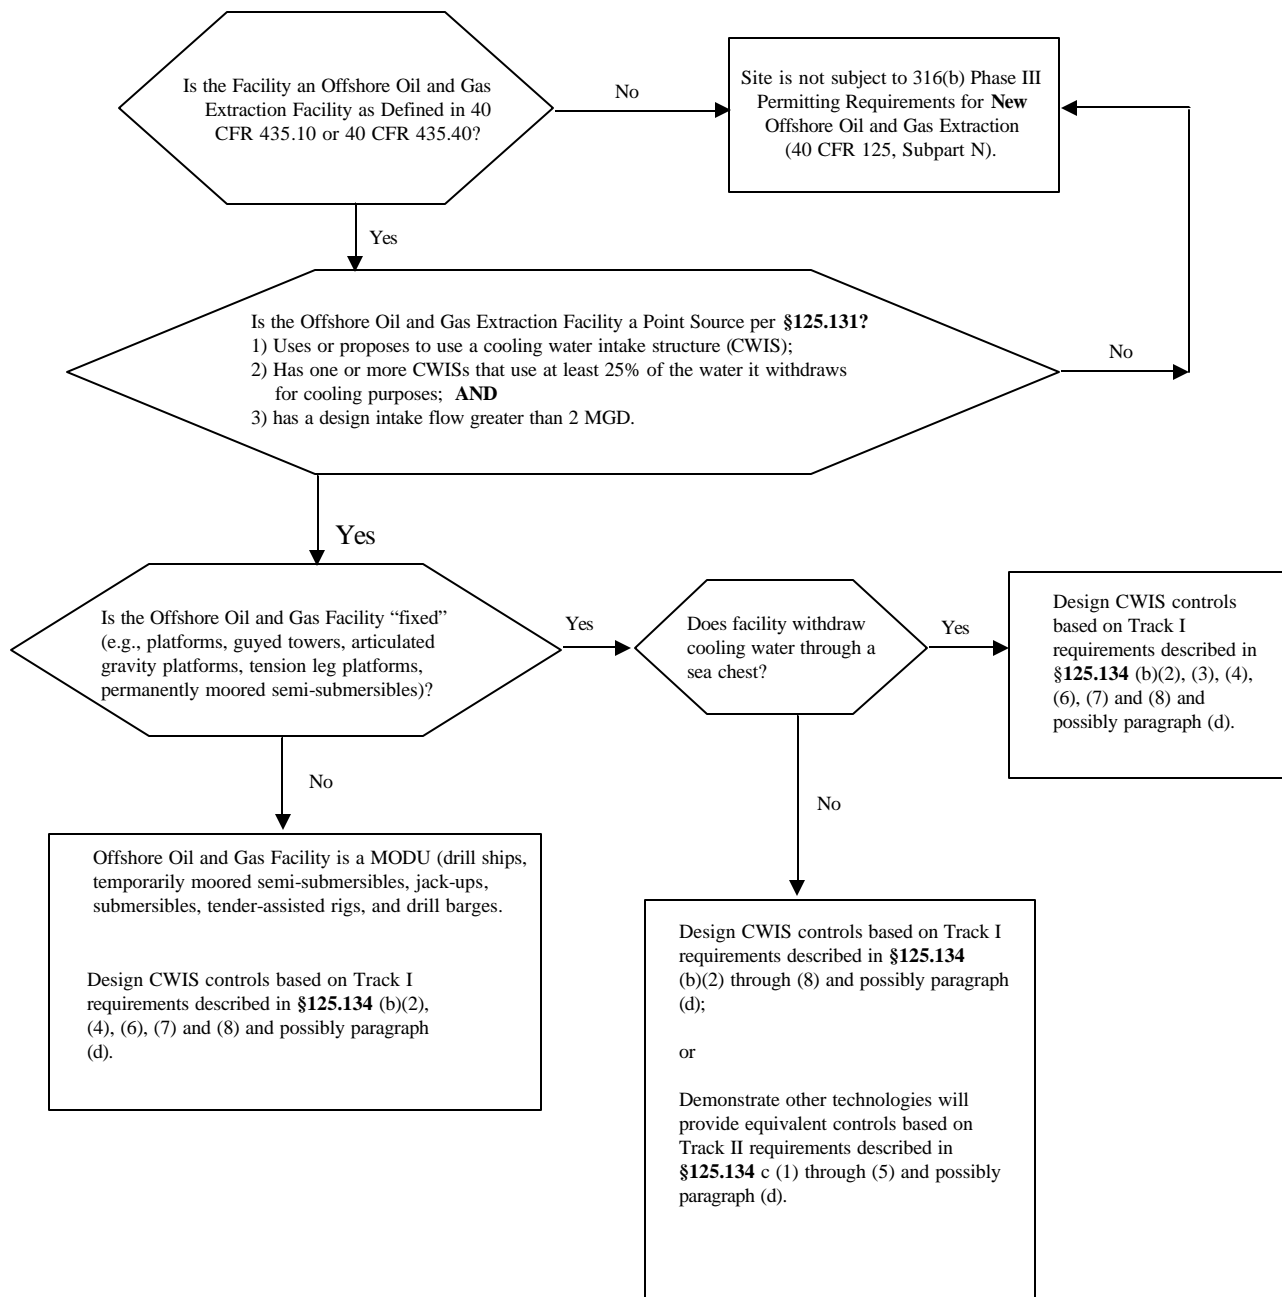 Is the Facility an Offshore Oil and Gas
Extraction Facility as Defined in 40
CFR 435.10 or 40 CFR 435.40?
No
Site is not subject to 316(b) Phase III
Permitting Requirements for New
Offshore Oil and Gas Extraction
(40 CFR 125, Subpart N).
Yes
Is the Offshore Oil and Gas Extraction Facility a Point Source per §125.131?
1) Uses or proposes to use a cooling water intake structure (CWIS);
2) Has one or more CWISs that use at least 25% of the water it withdraws
for cooling purposes; AND
3) has a design intake flow greater than 2 MGD.
No
Yes
Is the Offshore Oil and Gas Facility “fixed”
(e.g., platforms, guyed towers, articulated
gravity platforms, tension leg platforms,
permanently moored semi-submersibles)?
Yes
Does facility withdraw
cooling water through a
sea chest?
Yes
Design CWIS controls
based on Track I
requirements described in
§125.134 (b)(2), (3), (4),
(6), (7) and (8) and
possibly paragraph (d).
No
No
Offshore Oil and Gas Facility is a MODU (drill ships,
temporarily moored semi-submersibles, jack-ups,
submersibles, tender-assisted rigs, and drill barges.
Design CWIS controls based on Track I
requirements described in §125.134 (b)(2),
(4), (6), (7) and (8) and possibly paragraph
(d).
Design CWIS controls based on Track I
requirements described in §125.134
(b)(2) through (8) and possibly paragraph
(d);
or
Demonstrate other technologies will
provide equivalent controls based on
Track II requirements described in
§125.134 c (1) through (5) and possibly
paragraph (d).